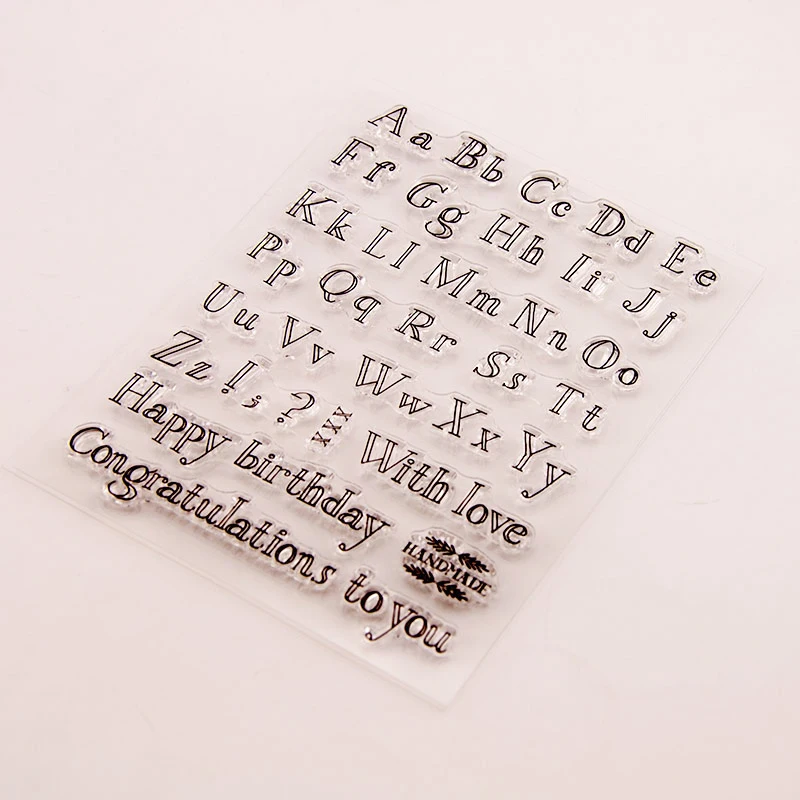 Aa Bb Cc Dd Ee
Ff Gg Hh Ii Jj
Kk Ll Mm Nn Oo
Pp Qq Rr Ss Tt
Uu Vv Ww Xx Yy
Zz ! ; ? xxx With love
Happy birthday
HANDMADE
Congratulations to you